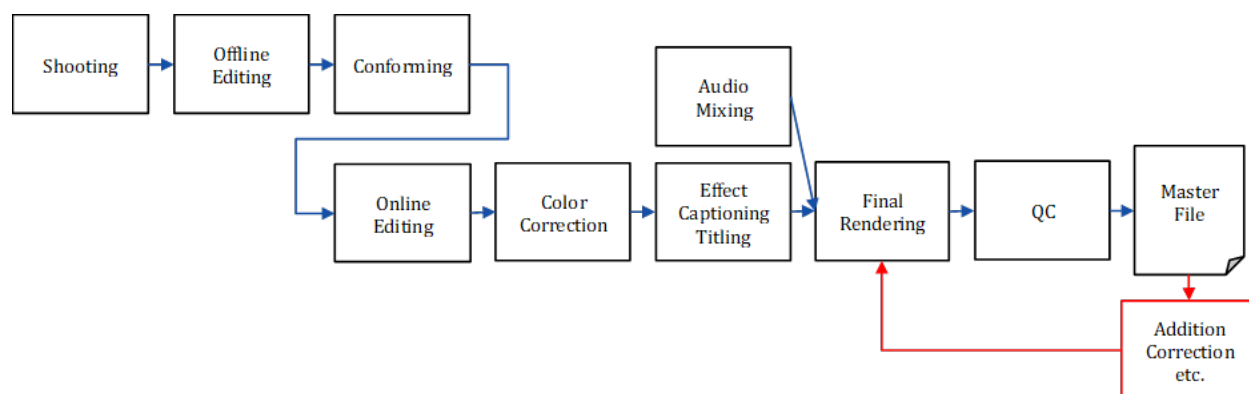 Shooting
Offline
Editing
Conforming
Audio
Mixing
Online
Editing
Color
Correction
Effect
Captioning
Titling
Final
Rendering
QC
Master
File
Addition
Correction
etc.